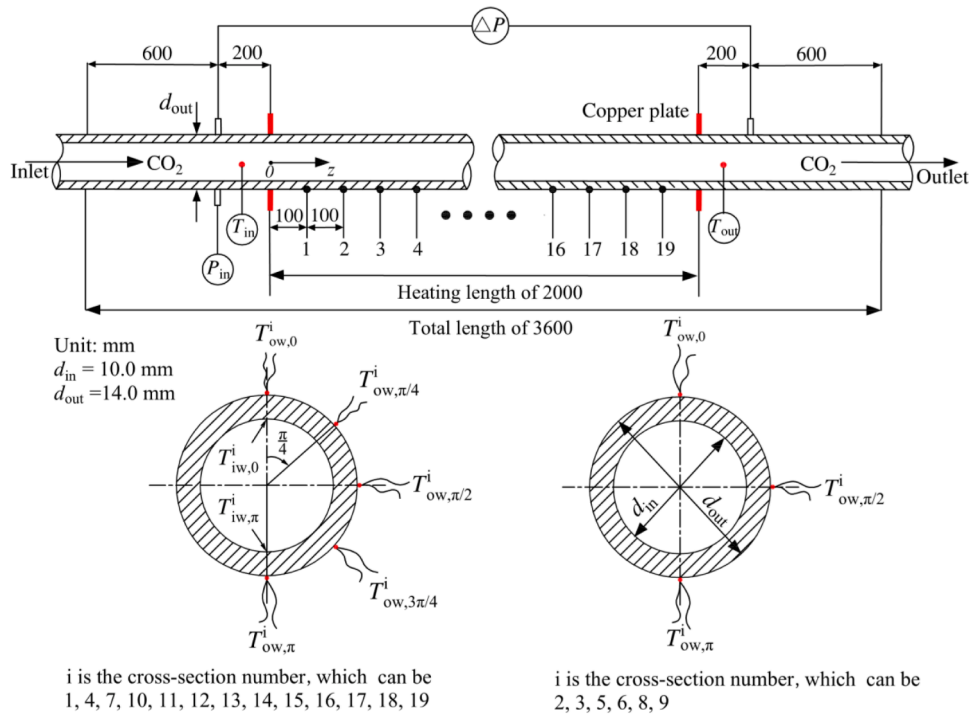 ΔP
600 200 200 600
d_out
Copper plate
Inlet CO₂ 0 z CO₂ Outlet
T_in T_out
100 100
1 2 3 4 16 17 18 19
P_in
Heating length of 2000
Total length of 3600
Unit: mm
d_in = 10.0 mm
d_out =14.0 mm
T^i_ow,0
T^i_ow,π/4
π/4
T^i_iw,0
T^i_ow,π/2
T^i_iw,π
T^i_ow,3π/4
T^i_ow,π
i is the cross-section number, which can be
1, 4, 7, 10, 11, 12, 13, 14, 15, 16, 17, 18, 19
T^i_ow,0
T^i_ow,π/2
d_in d_out
T^i_ow,π
i is the cross-section number, which can be
2, 3, 5, 6, 8, 9